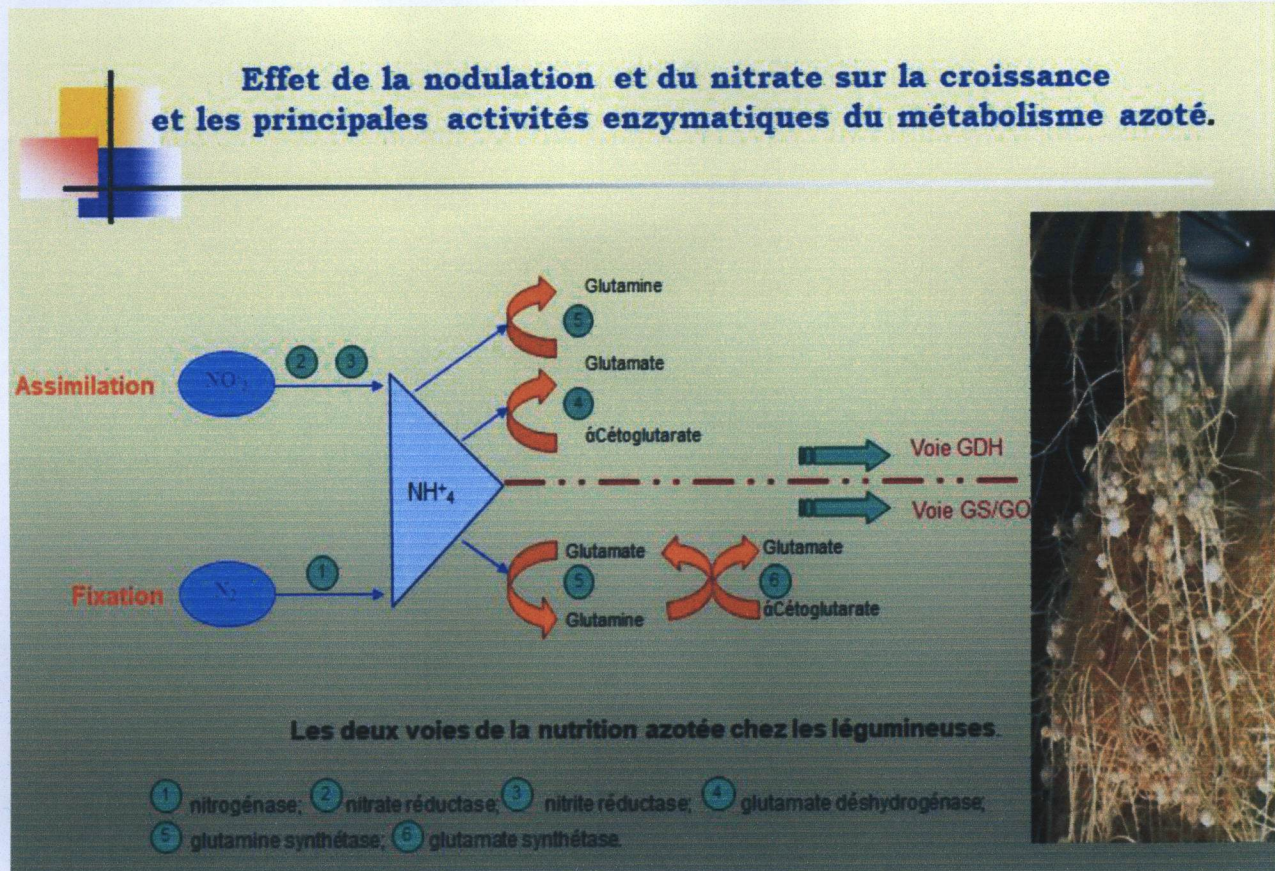 Effet de la nodulation et du nitrate sur la croissance
et les principales activités enzymatiques du métabolisme azoté.
Glutamine
5
Glutamate
2 3
Assimilation
4
άCétoglutarate
Voie GDH
NH⁺₄
Voie GS/GO
Glutamate
Glutamate
1
5
6
Fixation
N₂
Glutamine
άCétoglutarate
Les deux voies de la nutrition azotée chez les légumineuses.
1 nitrogénase; 2 nitrate réductase; 3 nitrite réductase; 4 glutamate déshydrogénase;
5 glutamine synthétase; 6 glutamate synthétase.